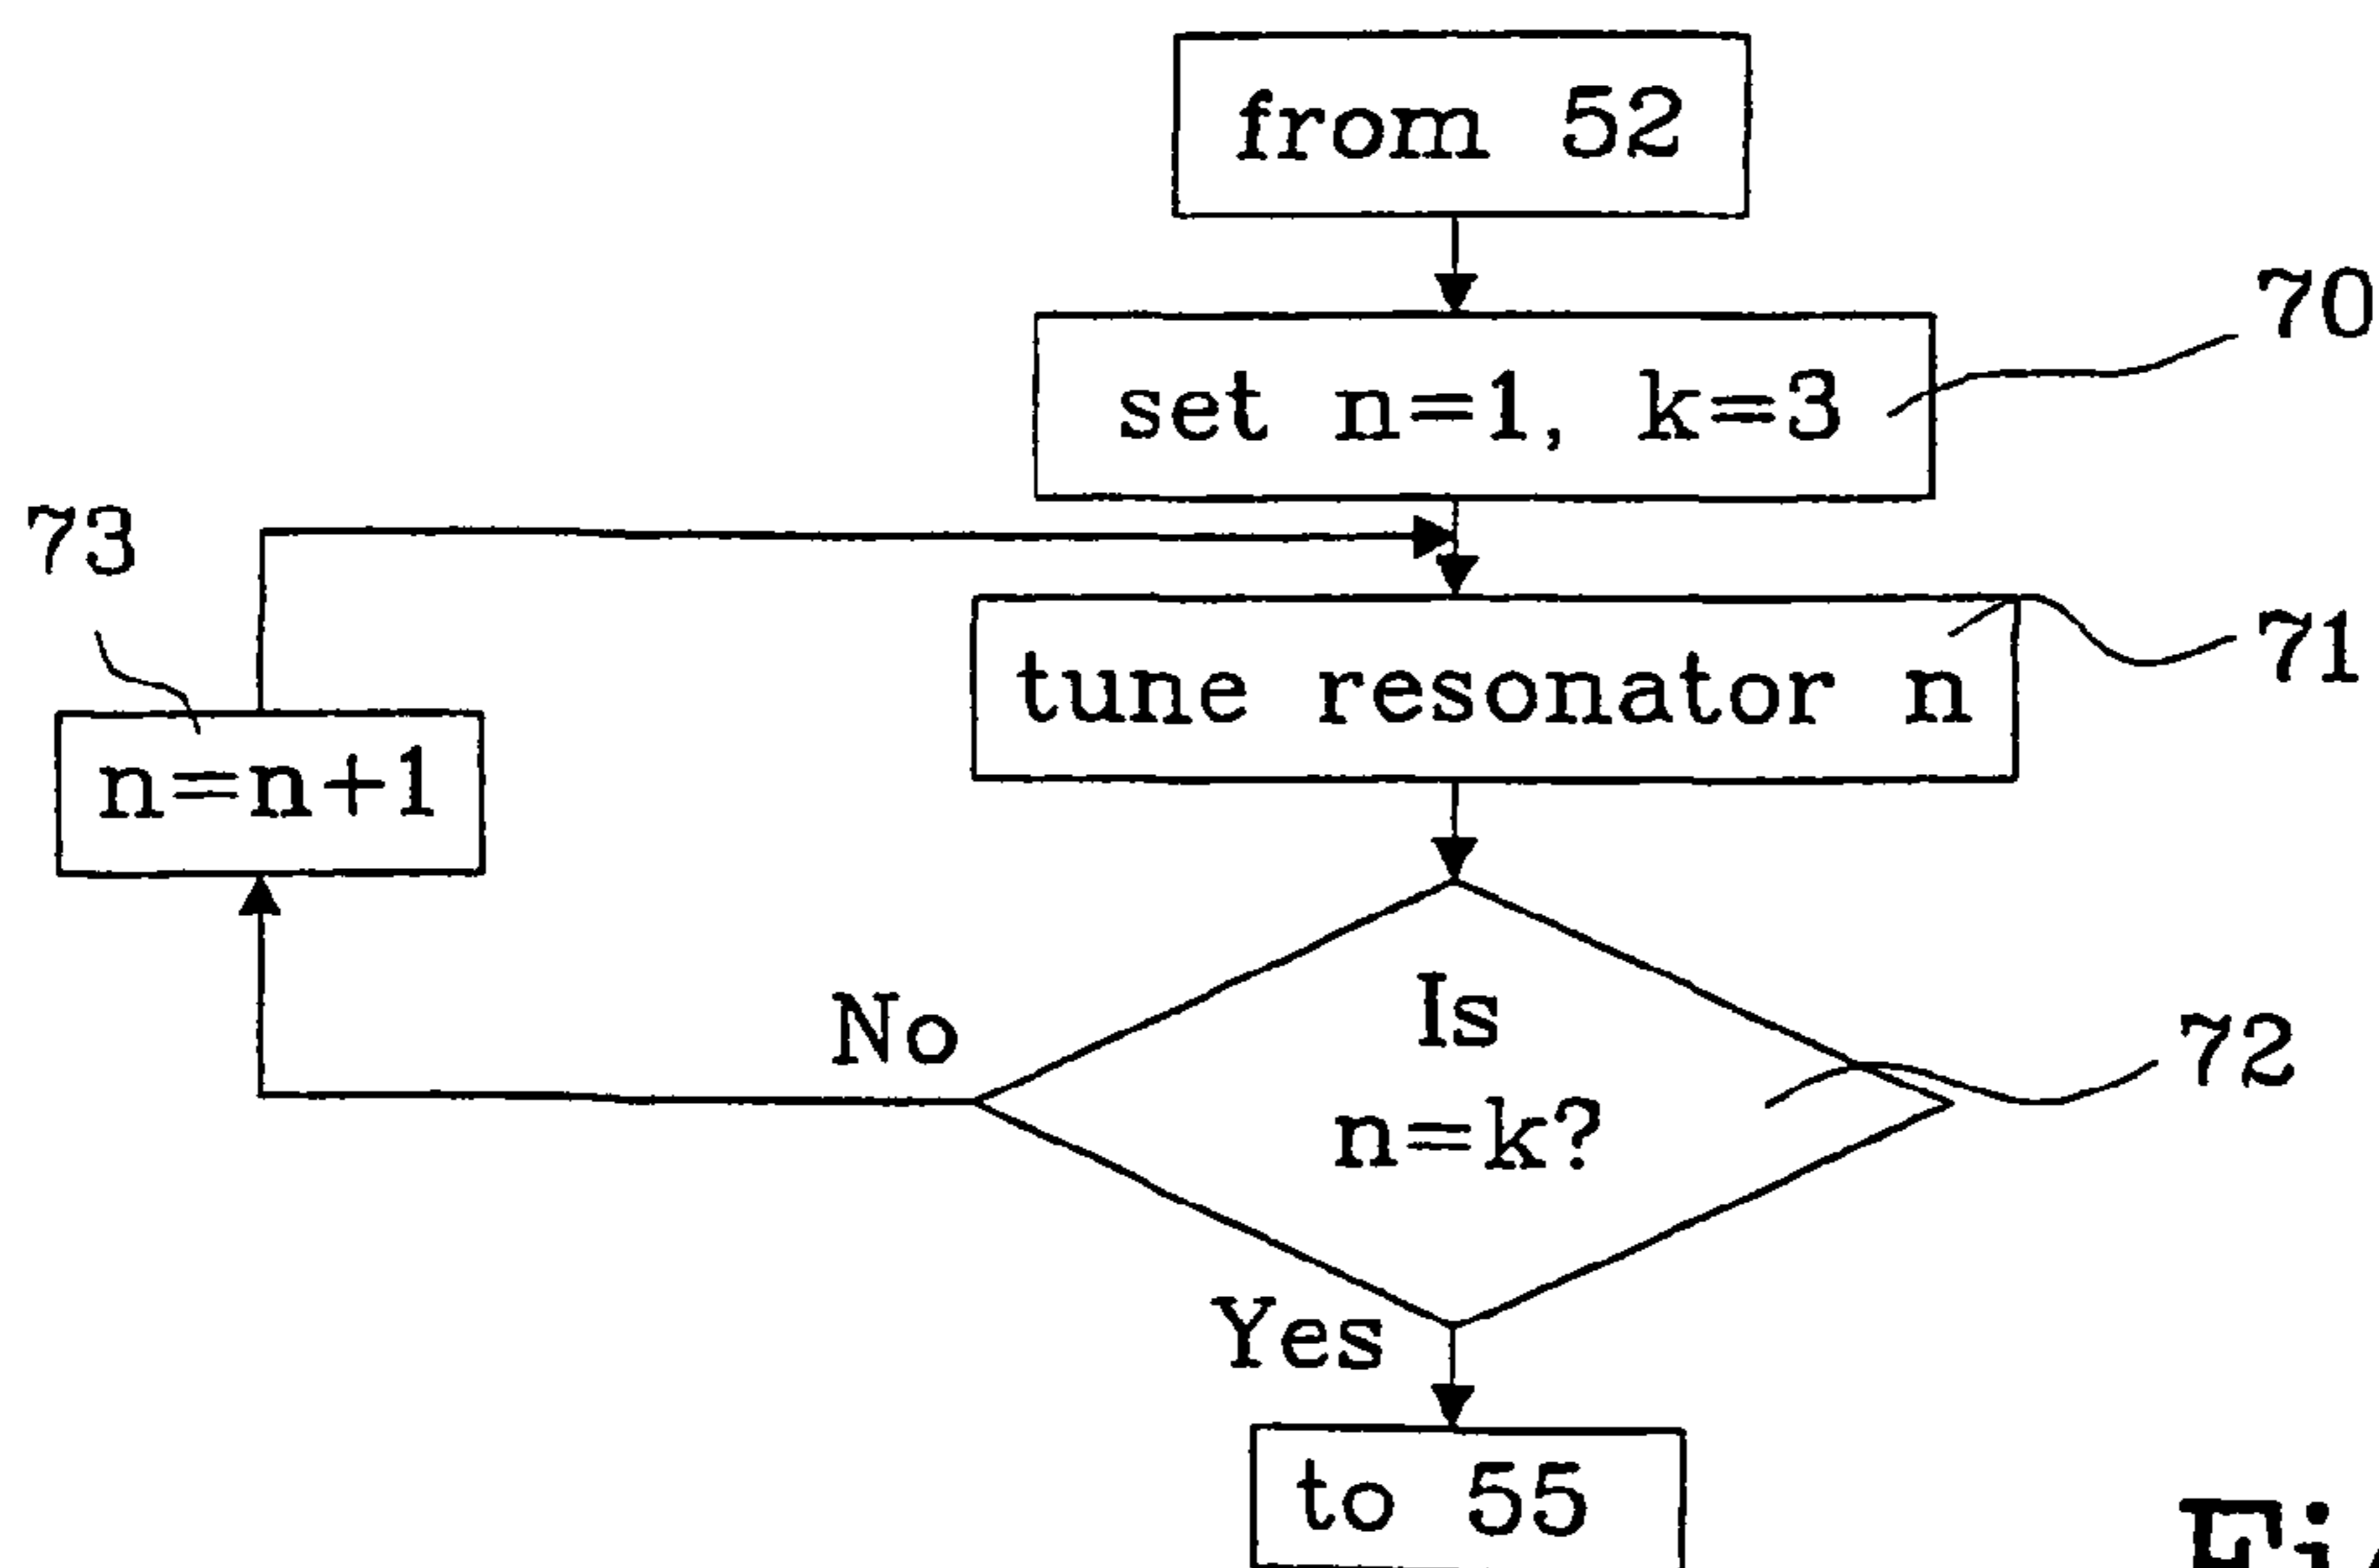 from 52
70
set n=1, k=3
73
tune resonator n
71
n=n+1
No
Is
n=k?
72
Yes
to 55